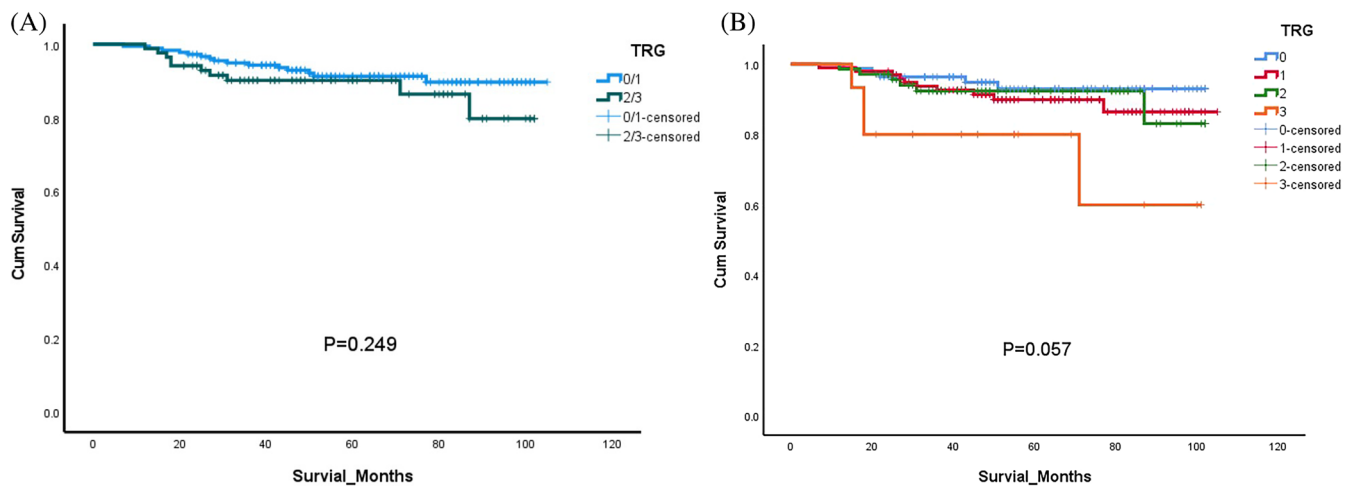 (A)
TRG
0/1
2/3
0/1-censored
2/3-censored
1.0
0.8
0.6
0.4
0.2
0.0
Cum Survival
P=0.249
0 20 40 60 80 100 120
Survial_Months
(B)
TRG
0
1
2
3
0-censored
1-censored
2-censored
3-censored
1.0
0.8
0.6
0.4
0.2
0.0
Cum Survival
P=0.057
0 20 40 60 80 100 120
Survial_Months